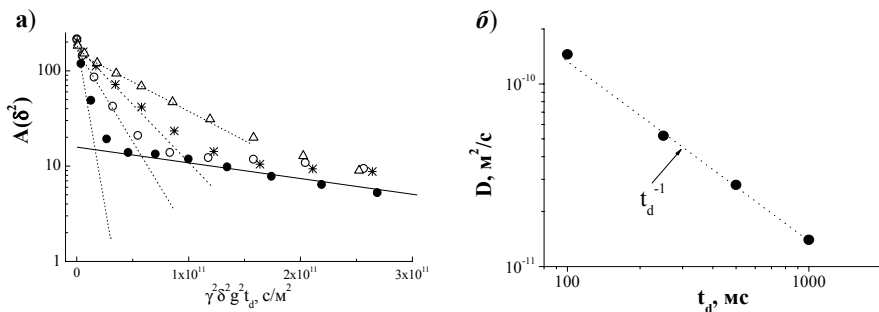 а)
100
10
1
A(δ²)
0
1x10¹¹
2x10¹¹
3x10¹¹
γ²δ²g²t_d, с/м²
б)
10⁻¹⁰
10⁻¹¹
D, м²/с
t_d⁻¹
100
1000
t_d, мс